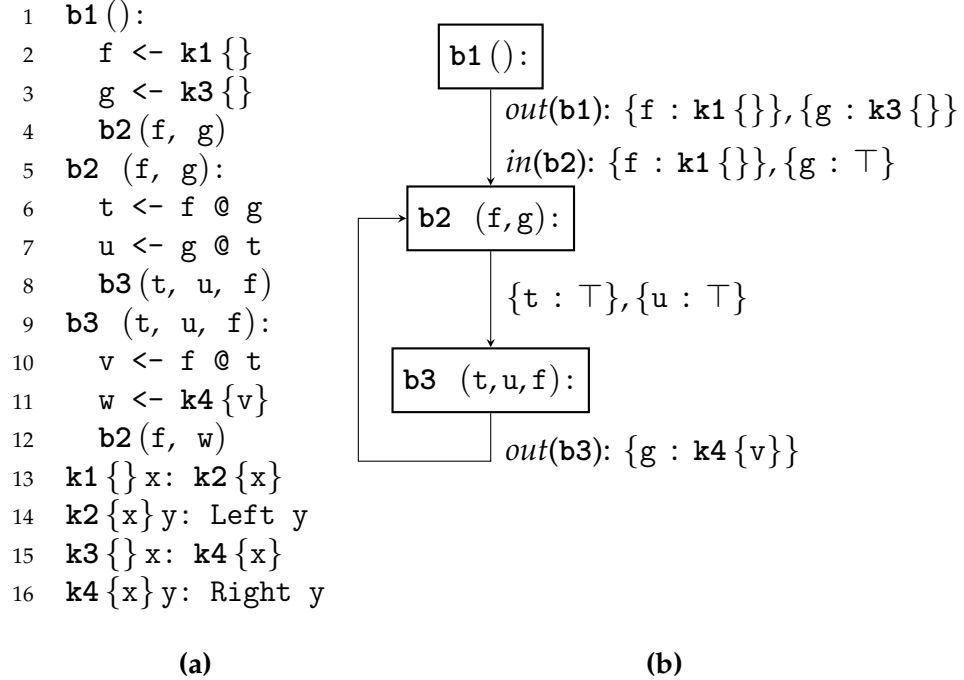 1 b1():
2 f <- k1{}
3 g <- k3{}
4 b2(f, g)
5 b2 (f, g):
6 t <- f @ g
7 u <- g @ t
8 b3(t, u, f)
9 b3 (t, u, f):
10 v <- f @ t
11 w <- k4{v}
12 b2(f, w)
13 k1{}x: k2{x}
14 k2{x}y: Left y
15 k3{}x: k4{x}
16 k4{x}y: Right y
(a)
b1():
out(b1): {f : k1{}},{g : k3{}}
in(b2): {f : k1{}},{g : ⊤}
b2 (f,g):
{t : ⊤},{u : ⊤}
b3 (t,u,f):
out(b3): {g : k4{v}}
(b)